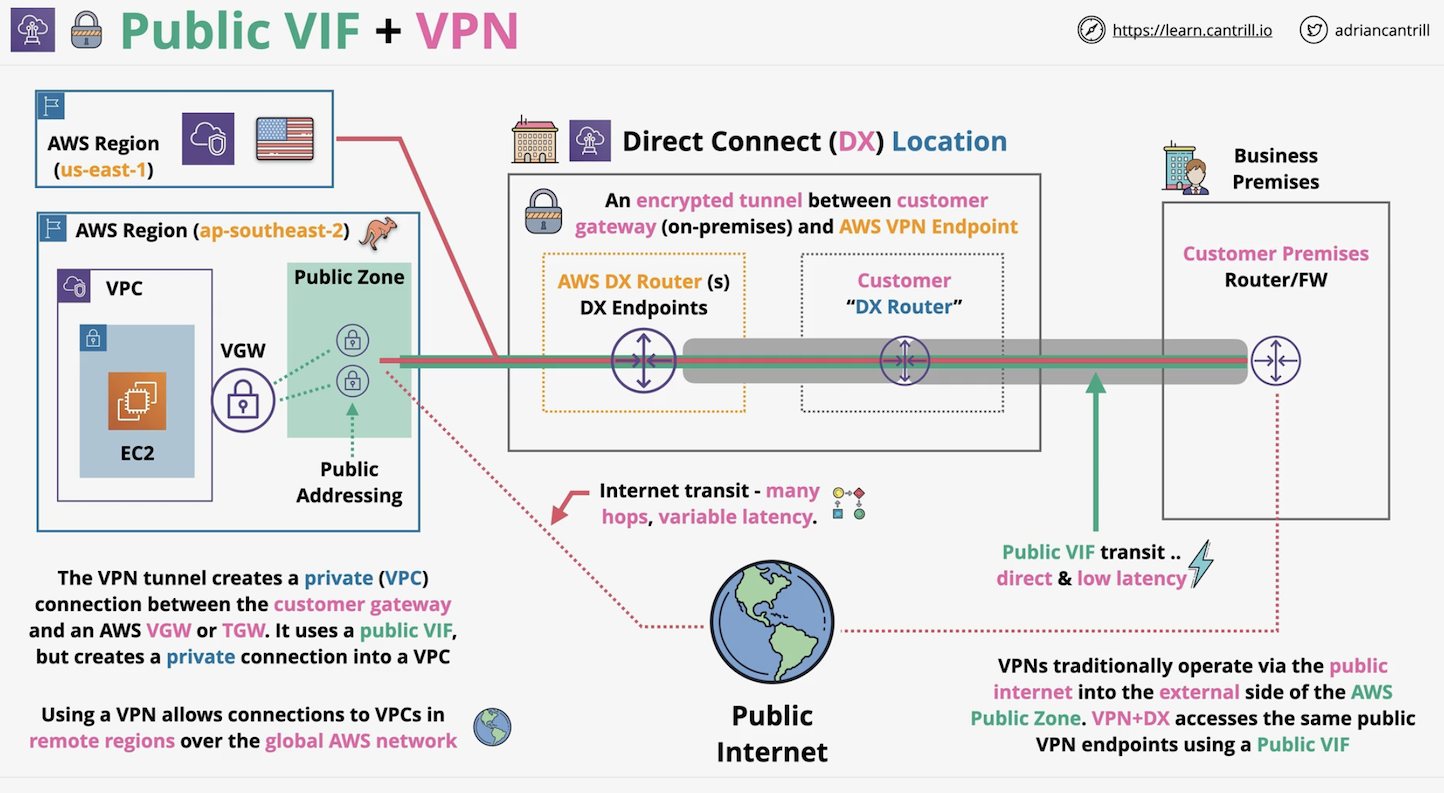 Public VIF + VPN
https://learn.cantrill.io
adriancantrill
AWS Region
(us-east-1)
AWS Region (ap-southeast-2)
VPC
EC2
VGW
Public Zone
Public
Addressing
Direct Connect (DX) Location
An encrypted tunnel between customer
gateway (on-premises) and AWS VPN Endpoint
AWS DX Router (s)
DX Endpoints
Customer
“DX Router”
Business
Premises
Customer Premises
Router/FW
Internet transit - many
hops, variable latency.
Public VIF transit ..
direct & low latency
The VPN tunnel creates a private (VPC)
connection between the customer gateway
and an AWS VGW or TGW. It uses a public VIF,
but creates a private connection into a VPC
Using a VPN allows connections to VPCs in
remote regions over the global AWS network
Public
Internet
VPNs traditionally operate via the public
internet into the external side of the AWS
Public Zone. VPN+DX accesses the same public
VPN endpoints using a Public VIF